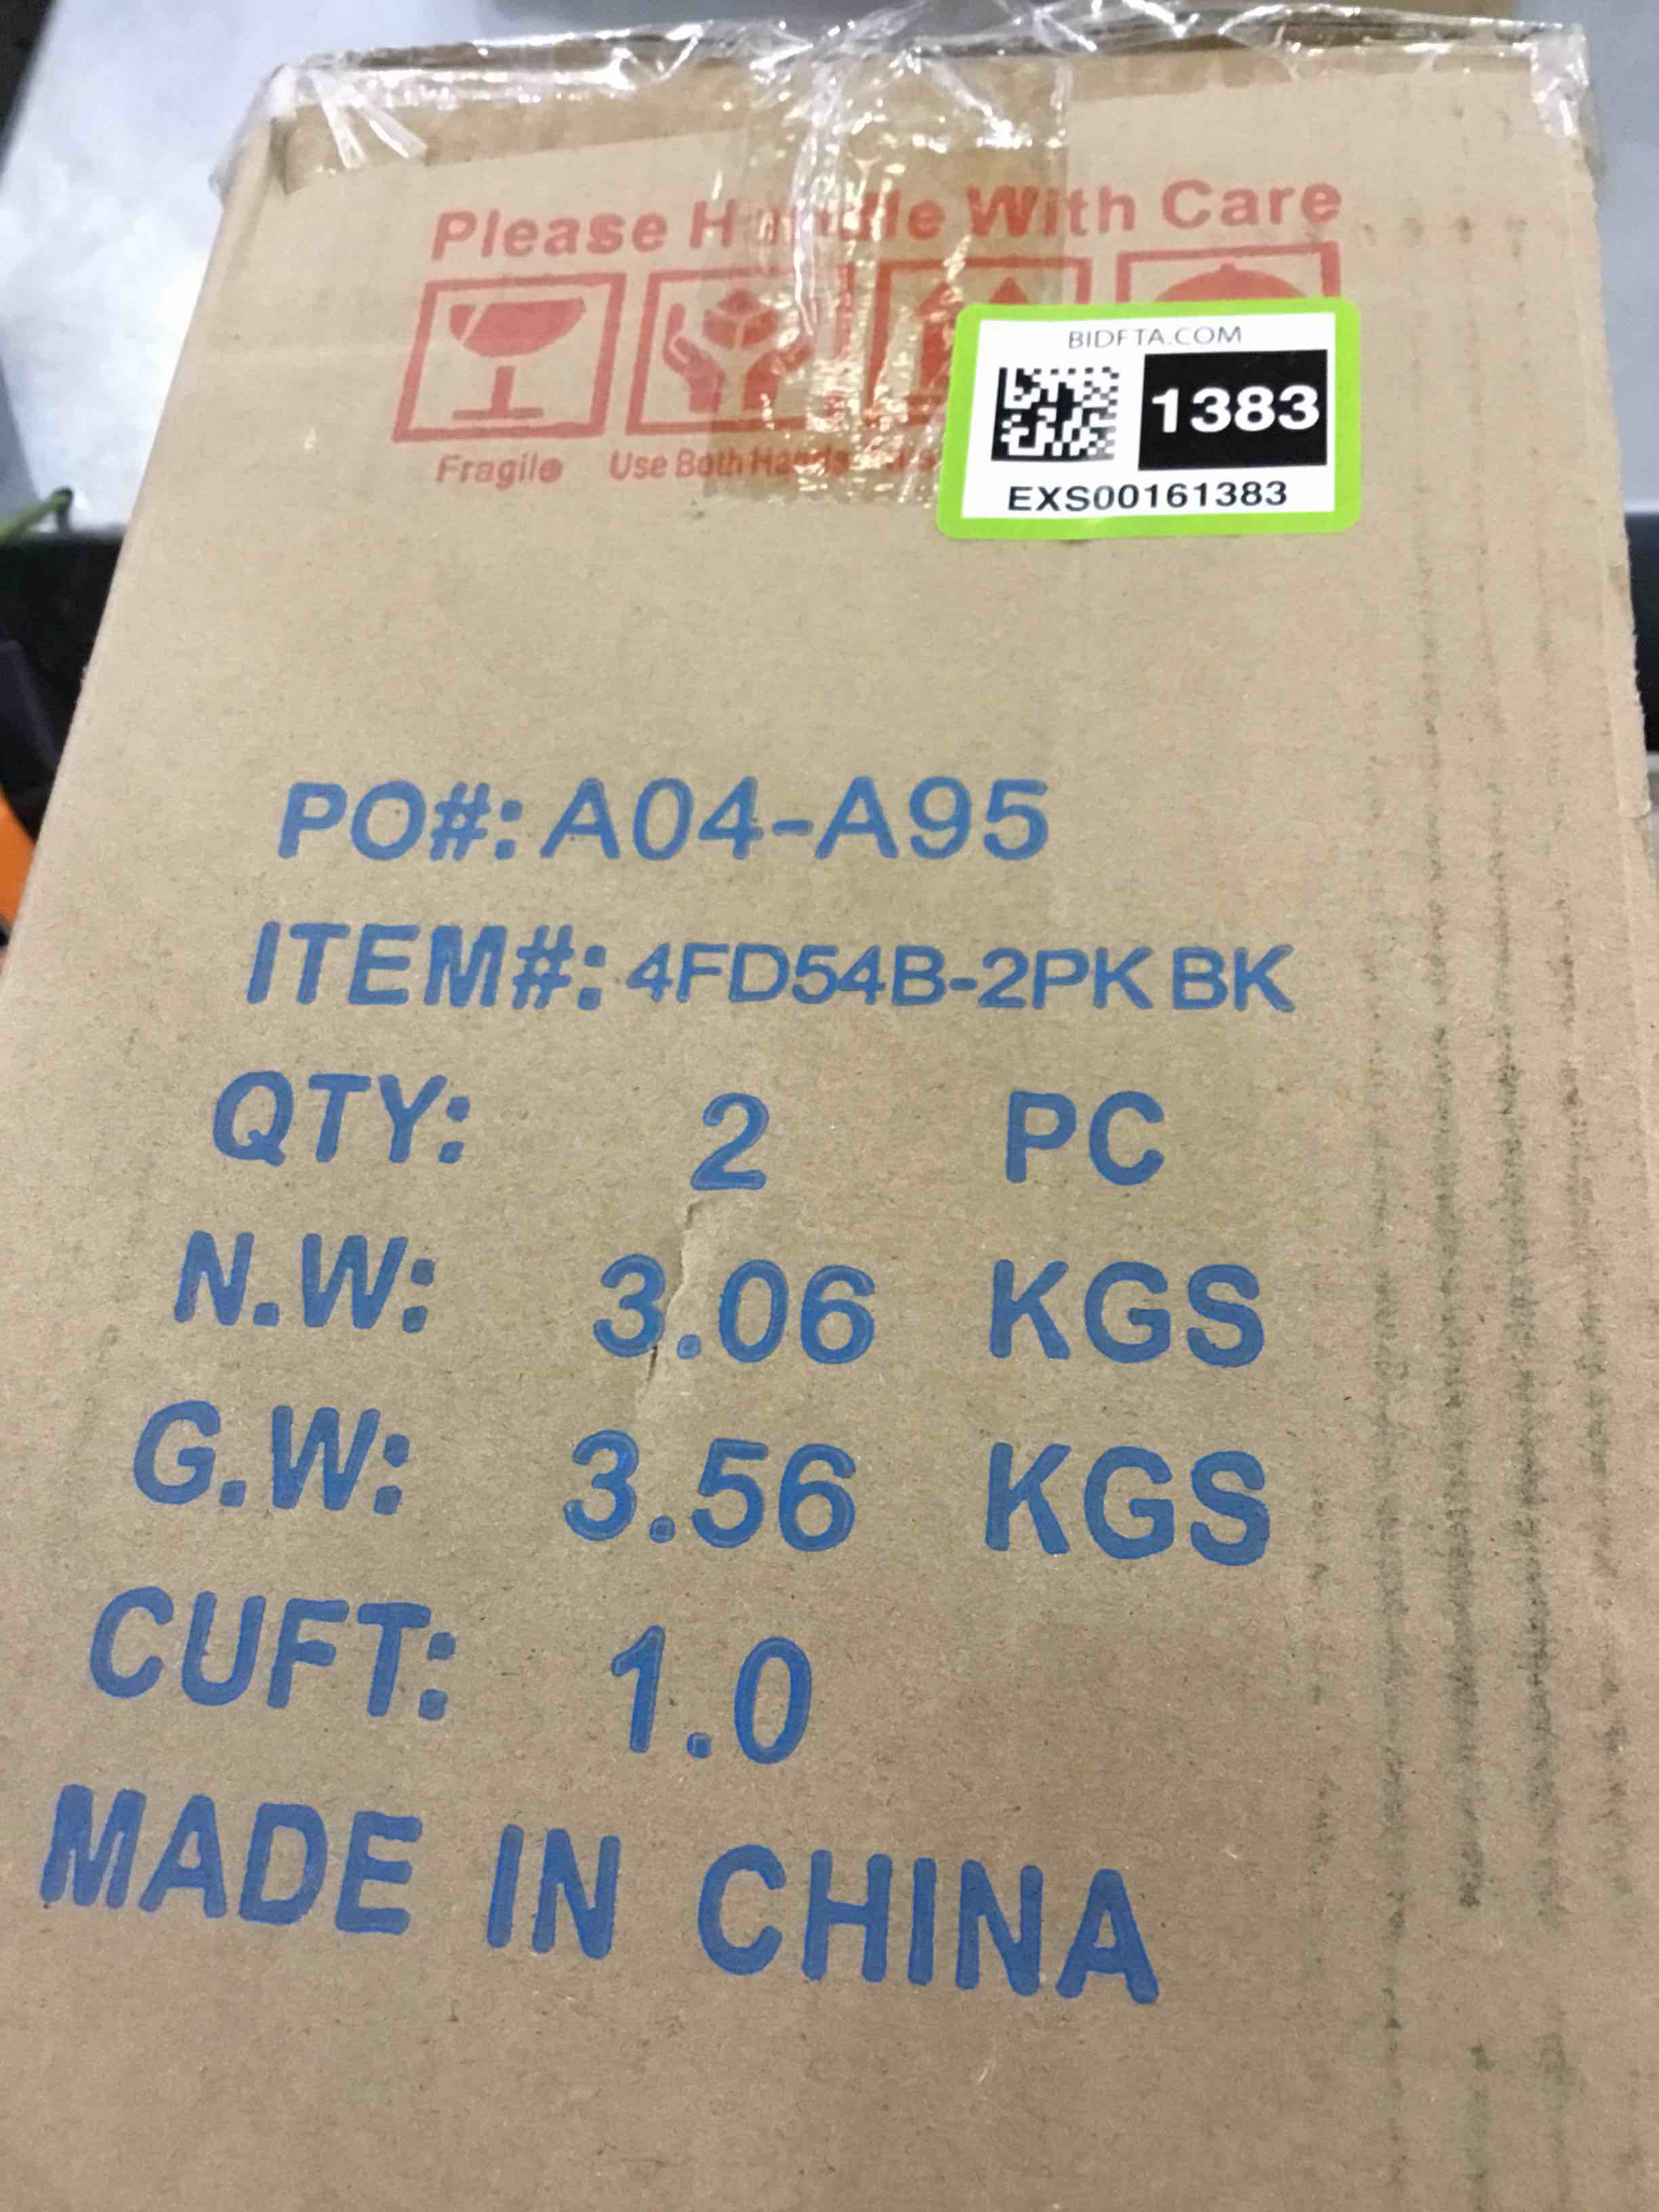 Please Handle With Care
Fragile Use Both Hands
BIDFTA.COM
1383
EXS00161383
PO#: A04-A95
ITEM#: 4FD54B-2PK BK
QTY: 2 PC
N.W: 3.06 KGS
G.W: 3.56 KGS
CUFT: 1.0
MADE IN CHINA